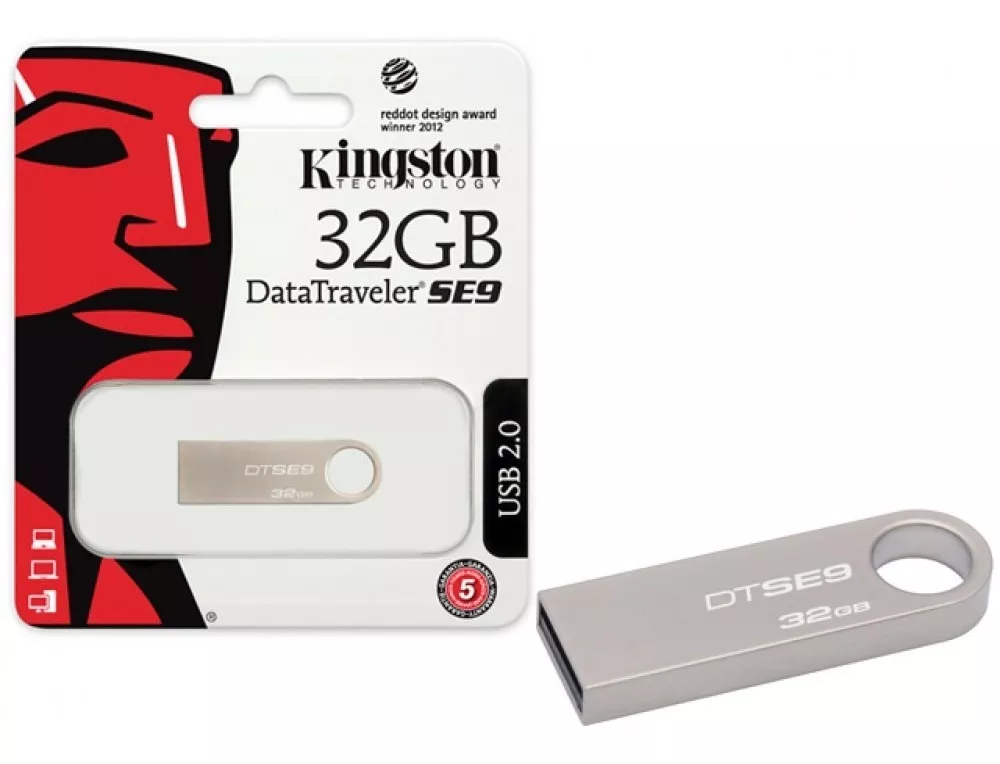 reddot design award
winner 2012
Kingston
TECHNOLOGY
32GB
DataTraveler® SE9
DTSE9
32GB
USB 2.0
5
®
DTSE9
32GB